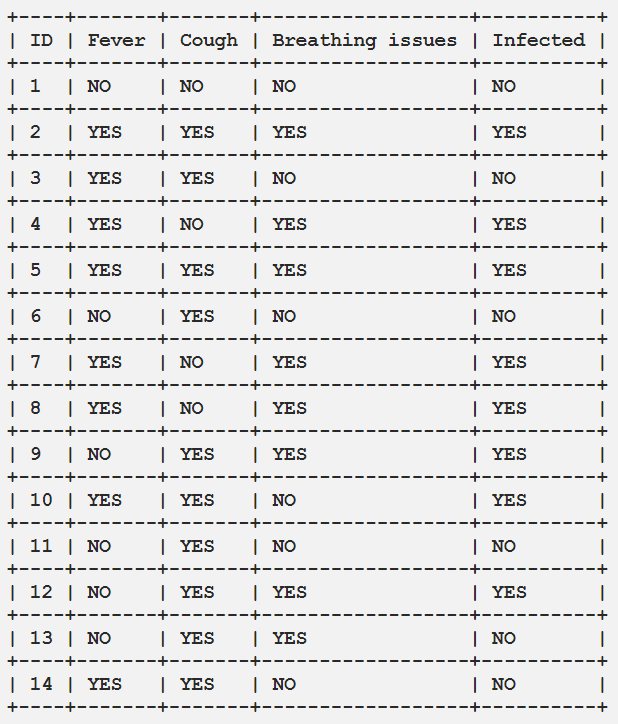 +----+-------+-------+------------------+----------+
| ID | Fever | Cough | Breathing issues | Infected |
+----+-------+-------+------------------+----------+
| 1  | NO    | NO    | NO               | NO       |
+----+-------+-------+------------------+----------+
| 2  | YES   | YES   | YES              | YES      |
+----+-------+-------+------------------+----------+
| 3  | YES   | YES   | NO               | NO       |
+----+-------+-------+------------------+----------+
| 4  | YES   | NO    | YES              | YES      |
+----+-------+-------+------------------+----------+
| 5  | YES   | YES   | YES              | YES      |
+----+-------+-------+------------------+----------+
| 6  | NO    | YES   | NO               | NO       |
+----+-------+-------+------------------+----------+
| 7  | YES   | NO    | YES              | YES      |
+----+-------+-------+------------------+----------+
| 8  | YES   | NO    | YES              | YES      |
+----+-------+-------+------------------+----------+
| 9  | NO    | YES   | YES              | YES      |
+----+-------+-------+------------------+----------+
| 10 | YES   | YES   | NO               | YES      |
+----+-------+-------+------------------+----------+
| 11 | NO    | YES   | NO               | NO       |
+----+-------+-------+------------------+----------+
| 12 | NO    | YES   | YES              | YES      |
+----+-------+-------+------------------+----------+
| 13 | NO    | YES   | YES              | NO       |
+----+-------+-------+------------------+----------+
| 14 | YES   | YES   | NO               | NO       |
+----+-------+-------+------------------+----------+